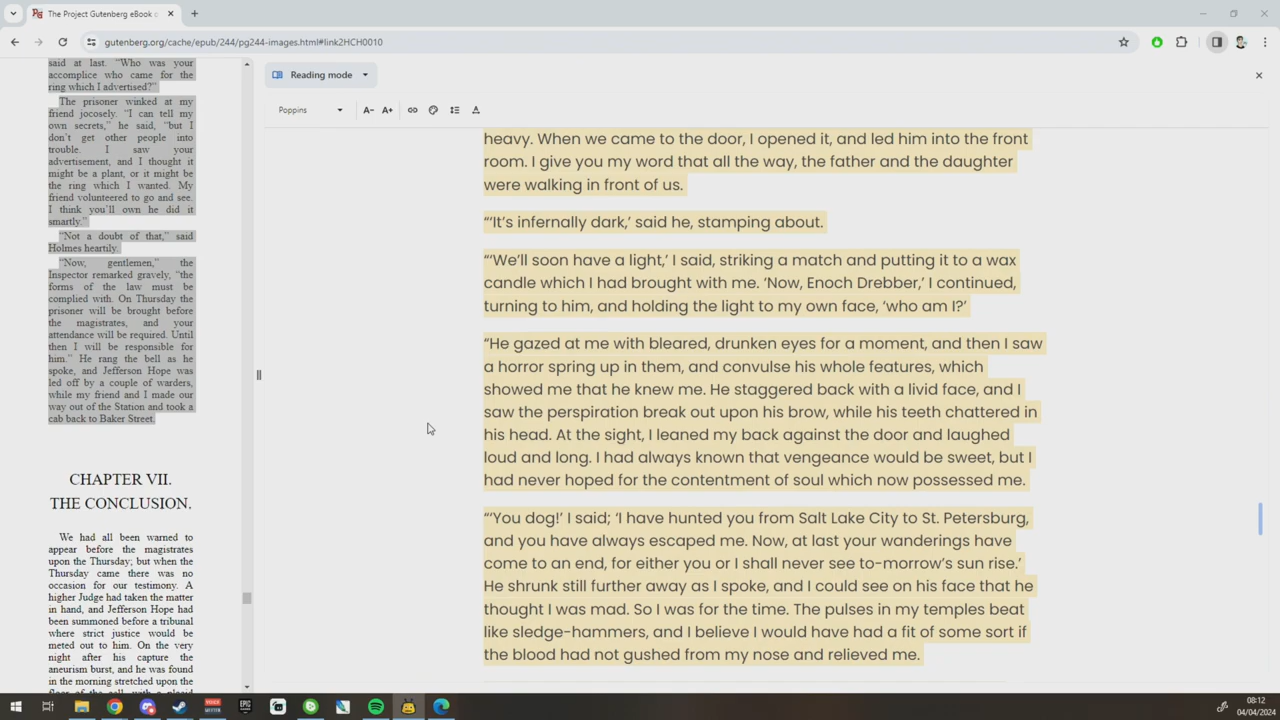 The Project Gutenberg eBook o
gutenberg.org/cache/epub/244/pg244-images.html#link2HCH0010
said at last. “Who was your
accomplice who came for the
ring which I advertised?”
The prisoner winked at my
friend jocosely. “I can tell my
own secrets,” he said, “but I
don’t get other people into
trouble. I saw your
advertisement, and I thought it
might be a plant, or it might be
the ring which I wanted. My
friend volunteered to go and see.
I think you’ll own he did it
smartly.”
“Not a doubt of that,” said
Holmes heartily.
“Now, gentlemen,” the
Inspector remarked gravely, “the
forms of the law must be
complied with. On Thursday the
prisoner will be brought before
the magistrates, and your
attendance will be required. Until
then I will be responsible for
him.” He rang the bell as he
spoke, and Jefferson Hope was
led off by a couple of warders,
while my friend and I made our
way out of the Station and took a
cab back to Baker Street.
CHAPTER VII.
THE CONCLUSION.
We had all been warned to
appear before the magistrates
upon the Thursday; but when the
Thursday came there was no
occasion for our testimony. A
higher Judge had taken the matter
in hand, and Jefferson Hope had
been summoned before a tribunal
where strict justice would be
meted out to him. On the very
night after his capture the
aneurism burst, and he was found
in the morning stretched upon the
floor of the cell, with a placid
Reading mode
Poppins
A- A+
heavy. When we came to the door, I opened it, and led him into the front
room. I give you my word that all the way, the father and the daughter
were walking in front of us.
“‘It’s infernally dark,’ said he, stamping about.
“‘We’ll soon have a light,’ I said, striking a match and putting it to a wax
candle which I had brought with me. ‘Now, Enoch Drebber,’ I continued,
turning to him, and holding the light to my own face, ‘who am I?’
“He gazed at me with bleared, drunken eyes for a moment, and then I saw
a horror spring up in them, and convulse his whole features, which
showed me that he knew me. He staggered back with a livid face, and I
saw the perspiration break out upon his brow, while his teeth chattered in
his head. At the sight, I leaned my back against the door and laughed
loud and long. I had always known that vengeance would be sweet, but I
had never hoped for the contentment of soul which now possessed me.
“‘You dog!’ I said; ‘I have hunted you from Salt Lake City to St. Petersburg,
and you have always escaped me. Now, at last your wanderings have
come to an end, for either you or I shall never see to-morrow’s sun rise.’
He shrunk still further away as I spoke, and I could see on his face that he
thought I was mad. So I was for the time. The pulses in my temples beat
like sledge-hammers, and I believe I would have had a fit of some sort if
the blood had not gushed from my nose and relieved me.
EPIC
08:12
04/04/2024